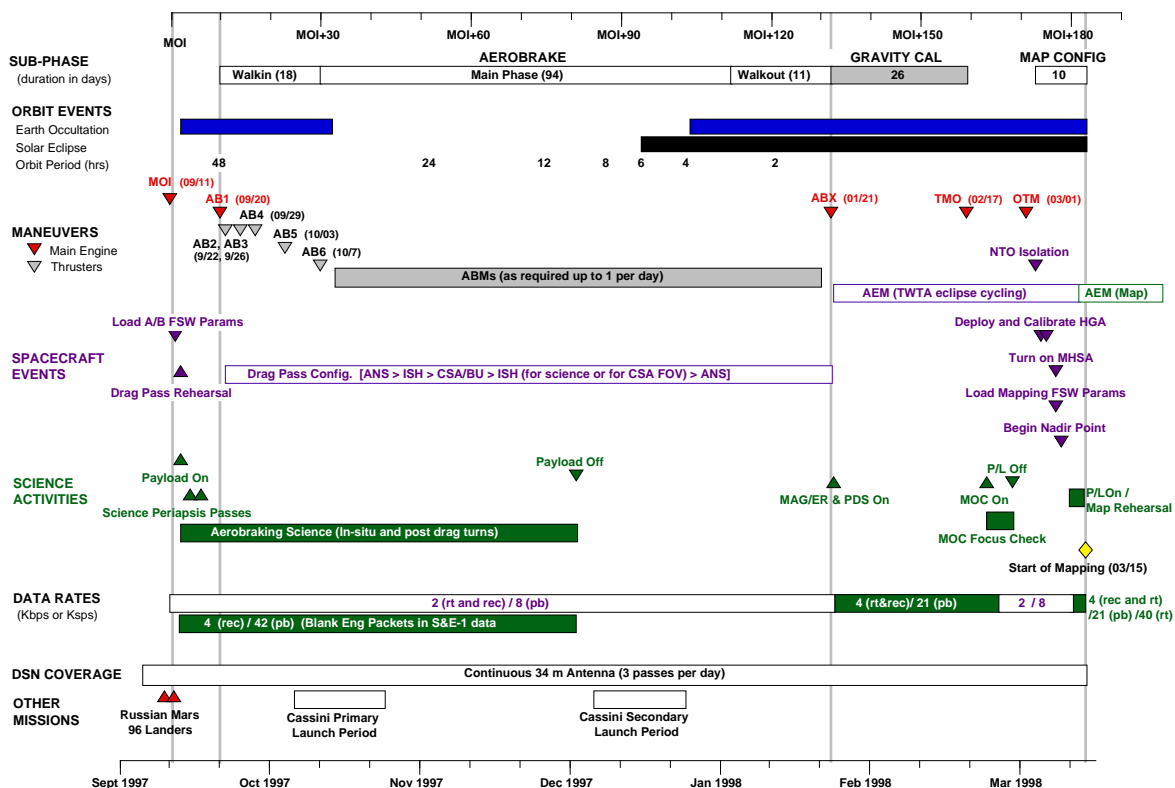 MOI MOI+30 MOI+60 MOI+90 MOI+120 MOI+150 MOI+180
SUB-PHASE
(duration in days)
AEROBRAKE
GRAVITY CAL
MAP CONFIG
Walkin (18)
Main Phase (94)
Walkout (11)
26
10
ORBIT EVENTS
Earth Occultation
Solar Eclipse
Orbit Period (hrs)
48 24 12 8 6 4 2
MOI (09/11)
AB1 (09/20)
AB4 (09/29)
AB2, AB3
(9/22, 9/26)
AB5 (10/03)
AB6 (10/7)
ABX (01/21)
TMO (02/17)
OTM (03/01)
MANEUVERS
Main Engine
Thrusters
ABMs (as required up to 1 per day)
NTO Isolation
AEM (TWTA eclipse cycling)
AEM (Map)
SPACECRAFT
EVENTS
Load A/B FSW Params
Drag Pass Rehearsal
Drag Pass Config. [ANS > ISH > CSA/BU > ISH (for science or for CSA FOV) > ANS]
Deploy and Calibrate HGA
Turn on MHSA
Load Mapping FSW Params
Begin Nadir Point
SCIENCE
ACTIVITIES
Payload On
Science Periapsis Passes
Payload Off
Aerobraking Science (In-situ and post drag turns)
MAG/ER & PDS On
P/L Off
MOC On
MOC Focus Check
P/LOn /
Map Rehearsal
Start of Mapping (03/15)
DATA RATES
(Kbps or Ksps)
2 (rt and rec) / 8 (pb)
4 (rt&rec)/ 21 (pb)
2 / 8
4 (rec and rt)
/21 (pb) /40 (rt)
4 (rec) / 42 (pb) (Blank Eng Packets in S&E-1 data
DSN COVERAGE
Continuous 34 m Antenna (3 passes per day)
OTHER
MISSIONS
Russian Mars
96 Landers
Cassini Primary
Launch Period
Cassini Secondary
Launch Period
Sept 1997 Oct 1997 Nov 1997 Dec 1997 Jan 1998 Feb 1998 Mar 1998